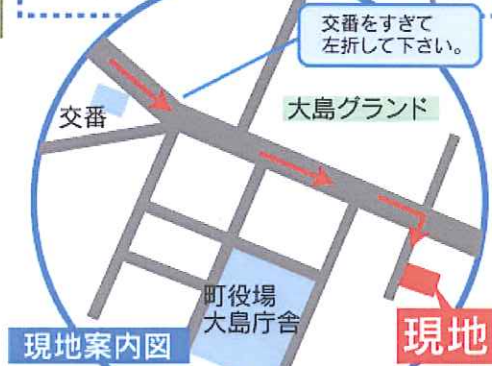 交番をすぎて
左折して下さい。
大島グランド
交番
町役場
大島庁舎
現地
現地案内図